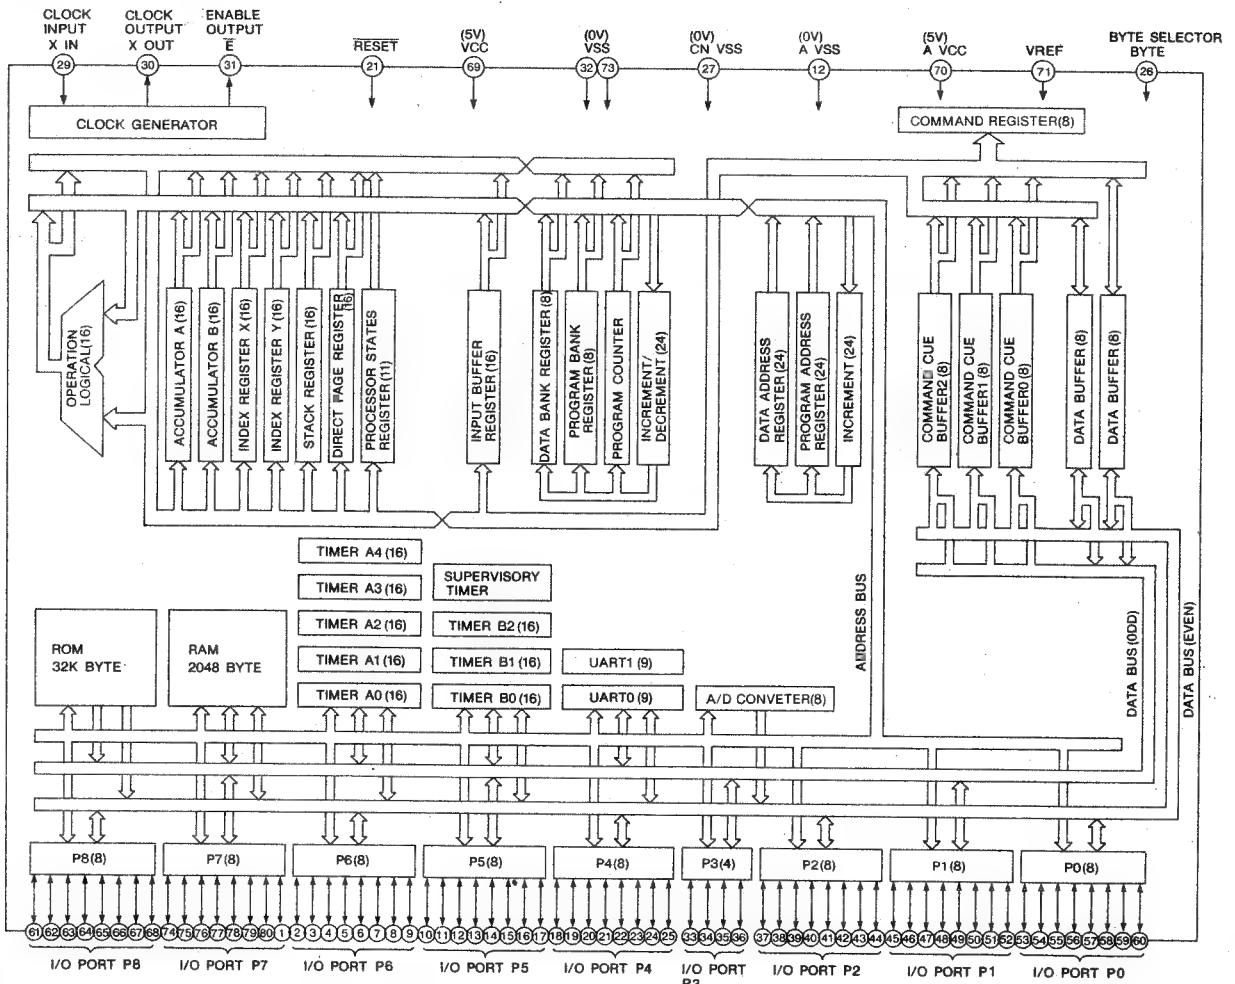 CLOCK INPUT X IN
CLOCK OUTPUT X OUT
ENABLE OUTPUT E
RESET
(5V) VCC
(0V) VSS
(0V) CN VSS
(0V) A VSS
(5V) A VCC
VREF
BYTE SELECTOR BYTE
29 30 31 21 69 32 73 27 12 70 71 26
CLOCK GENERATOR
COMMAND REGISTER(8)
OPERATION LOGICAL(16)
ACCUMULATOR A (16)
ACCUMULATOR B (16)
INDEX REGISTER X (16)
INDEX REGISTER Y (16)
STACK REGISTER (16)
DIRECT PAGE REGISTER (16)
PROCESSOR STATES REGISTER (11)
INPUT BUFFER REGISTER (16)
DATA BANK REGISTER (8)
PROGRAM BANK REGISTER (8)
PROGRAM COUNTER
INCREMENT/ DECREMENT (24)
DATA ADDRESS REGISTER (24)
PROGRAM ADDRESS REGISTER (24)
INCREMENT (24)
COMMAND CUE BUFFER2 (8)
COMMAND CUE BUFFER1 (8)
COMMAND CUE BUFFER0 (8)
DATA BUFFER (8)
DATA BUFFER (8)
TIMER A4 (16)
TIMER A3 (16)
TIMER A2 (16)
TIMER A1 (16)
TIMER A0 (16)
SUPERVISORY TIMER
TIMER B2 (16)
TIMER B1 (16)
TIMER B0 (16)
UART1 (9)
UART0 (9)
A/D CONVETER(8)
ROM
32K BYTE
RAM
2048 BYTE
ADDRESS BUS
DATA BUS (ODD)
DATA BUS (EVEN)
P8(8) P7(8) P6(8) P5(8) P4(8) P3(4) P2(8) P1(8) P0(8)
61 62 63 64 65 66 67 68 74 75 76 77 78 79 80 1 2 3 4 5 6 7 8 9 10 11 12 13 14 15 16 17 18 19 20 21 22 23 24 25 33 34 35 36 37 38 39 40 41 42 43 44 45 46 47 48 49 50 51 52 53 54 55 56 57 58 59 60
I/O PORT P8
I/O PORT P7
I/O PORT P6
I/O PORT P5
I/O PORT P4
I/O PORT P3
I/O PORT P2
I/O PORT P1
I/O PORT P0